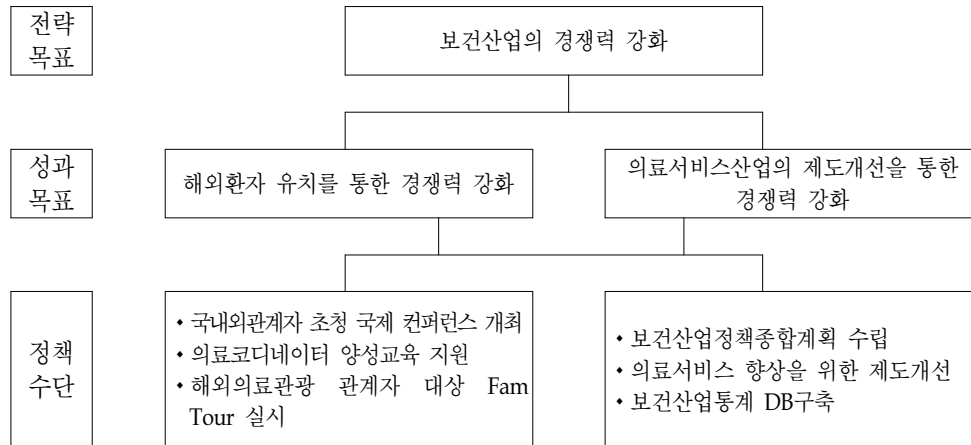 전략
목표
보건산업의 경쟁력 강화
성과
목표
해외환자 유치를 통한 경쟁력 강화
의료서비스산업의 제도개선을 통한
경쟁력 강화
정책
수단
• 국내외관계자 초청 국제 컨퍼런스 개최
• 의료코디네이터 양성교육 지원
• 해외의료관광 관계자 대상 Fam
Tour 실시
• 보건산업정책종합계획 수립
• 의료서비스 향상을 위한 제도개선
• 보건산업통계 DB구축